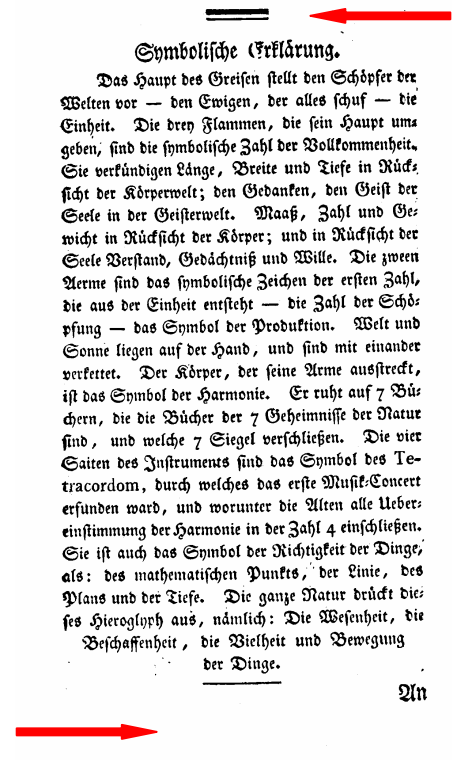 Symbolische Erklärung.
Das Haupt des Greisen stellt den Schöpfer der
Welten vor — den Ewigen, der alles schuf — die
Einheit. Die drey Flammen, die sein Haupt um-
geben, sind die symbolische Zahl der Vollkommenheit.
Sie verkündigen Länge, Breite und Tiefe in Rück-
sicht der Körperwelt; den Gedanken, den Geist der
Seele in der Geisterwelt. Maaß, Zahl und Ge-
wicht in Rücksicht der Körper; und in Rücksicht der
Seele Verstand, Gedächtniß und Wille. Die zween
Aerme sind das symbolische Zeichen der ersten Zahl,
die aus der Einheit entsteht — die Zahl der Schö-
pfung — das Symbol der Produktion. Welt und
Sonne liegen auf der Hand, und sind mit einander
verkettet. Der Körper, der seine Arme ausstreckt,
ist das Symbol der Harmonie. Er ruht auf 7 Bü-
chern, die die Bücher der 7 Geheimnisse der Natur
sind, und welche 7 Siegel verschließen. Die vier
Saiten des Instruments sind das Symbol des Te-
tracordom, durch welches das erste Musik-Concert
erfunden ward, und worunter die Alten alle Ueber-
einstimmung der Harmonie in der Zahl 4 einschließen.
Sie ist auch das Symbol der Richtigkeit der Dinge,
als: des mathematischen Punkts, der Linie, des
Plans und der Tiefe. Die ganze Natur drückt die-
ses Hieroglyph aus, nämlich: Die Wesenheit, die
Beschaffenheit, die Vielheit und Bewegung
der Dinge.
An